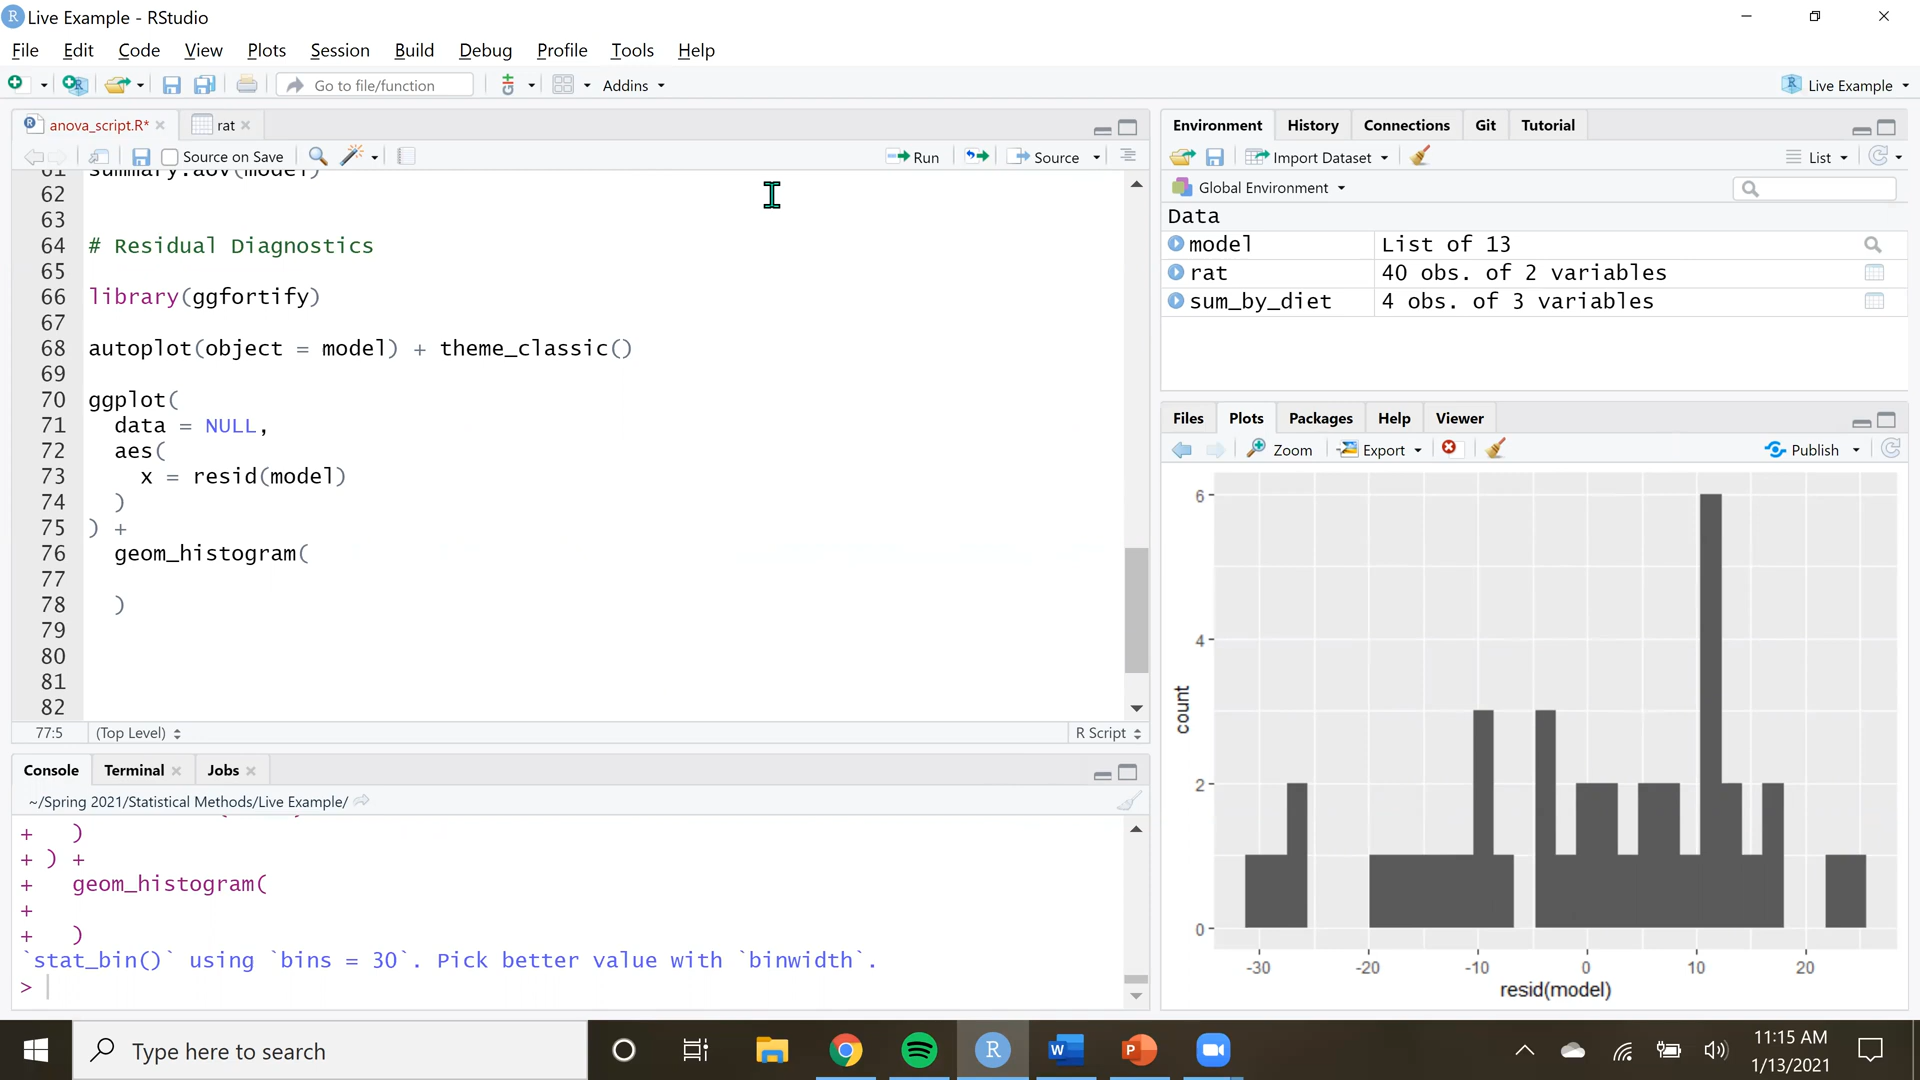 Live Example - RStudio
File Edit Code View Plots Session Build Debug Profile Tools Help
Go to file/function Addins Live Example
anova_script.R* rat
Source on Save Run Source
61 summary.aov(model)
62
63
64 # Residual Diagnostics
65
66 library(ggfortify)
67
68 autoplot(object = model) + theme_classic()
69
70 ggplot(
71 data = NULL,
72 aes(
73 x = resid(model)
74 )
75 ) +
76 geom_histogram(
77
78 )
79
80
81
82
77:5 (Top Level) R Script
Console Terminal Jobs
~/Spring 2021/Statistical Methods/Live Example/
+ )
+ ) +
+ geom_histogram(
+
+ )
`stat_bin()` using `bins = 30`. Pick better value with `binwidth`.
>
Environment History Connections Git Tutorial
Import Dataset List
Global Environment
Data
model List of 13
rat 40 obs. of 2 variables
sum_by_diet 4 obs. of 3 variables
Files Plots Packages Help Viewer
Zoom Export Publish
6
4
2
0
count
-30 -20 -10 0 10 20
resid(model)
Type here to search
11:15 AM
1/13/2021